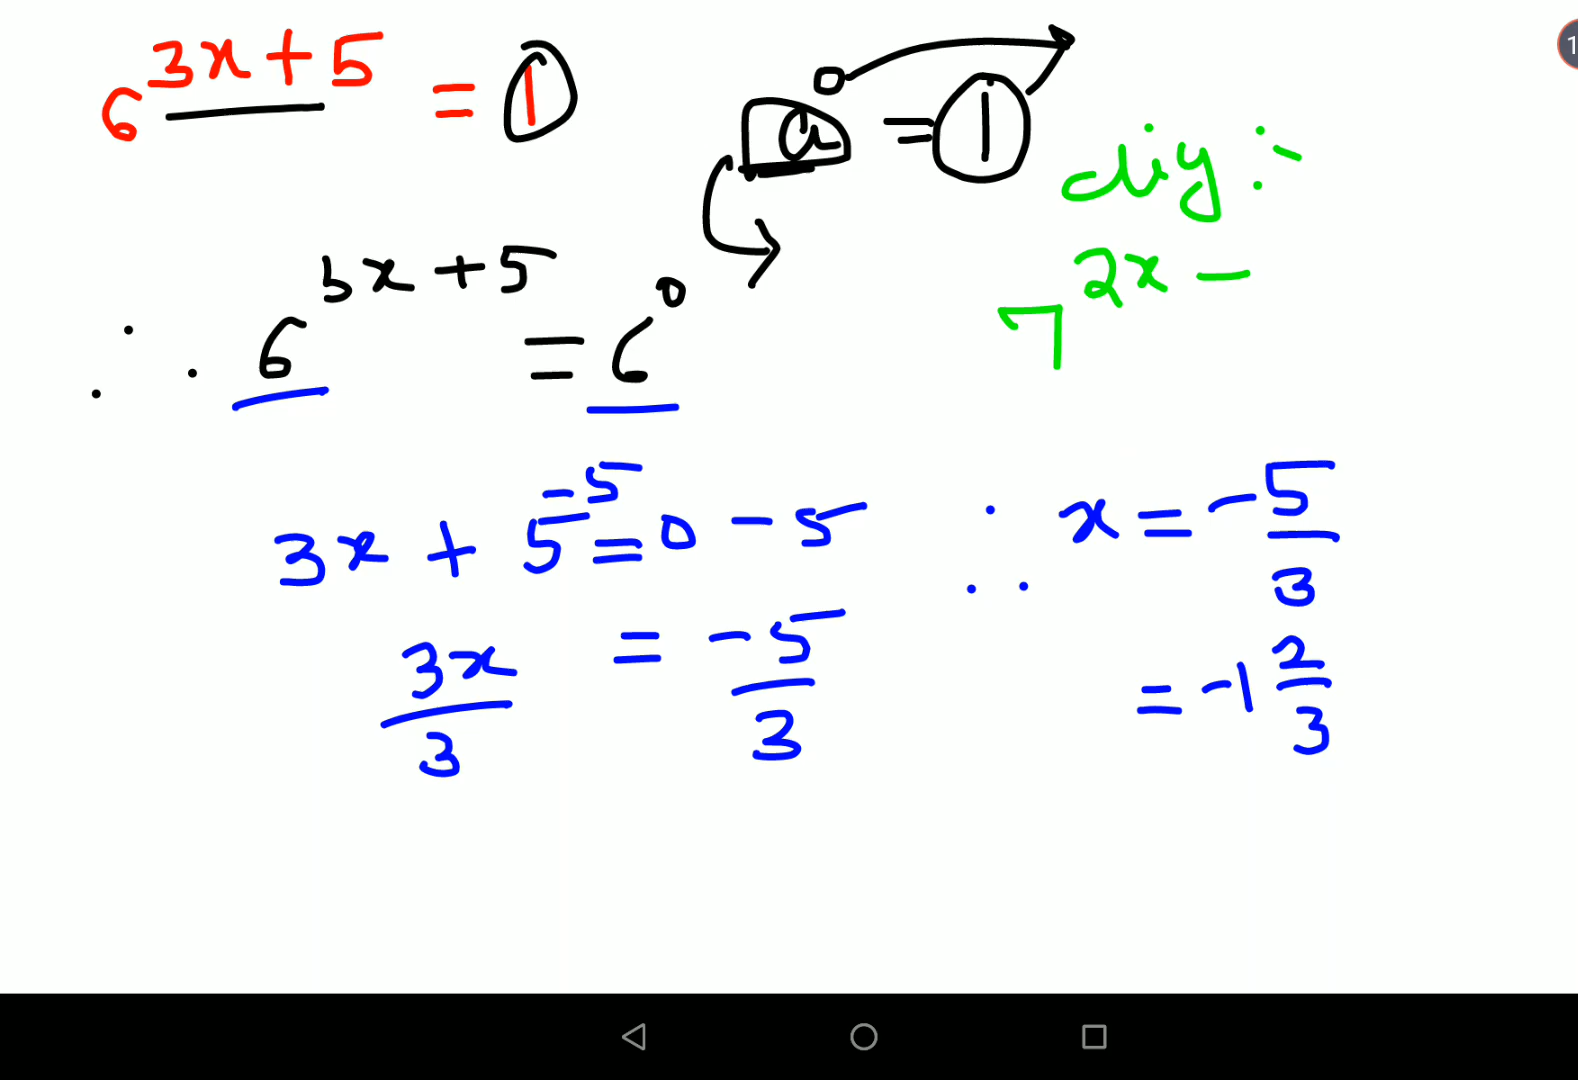 6^{3x+5} = 1
a^0 = 1
diy :-
7^{2x -}
∴ 6^{3x+5} = 6^0
3x + 5 - 5 = 0 - 5
3x/3 = -5/3
∴ x = -5/3
= -1 2/3
1